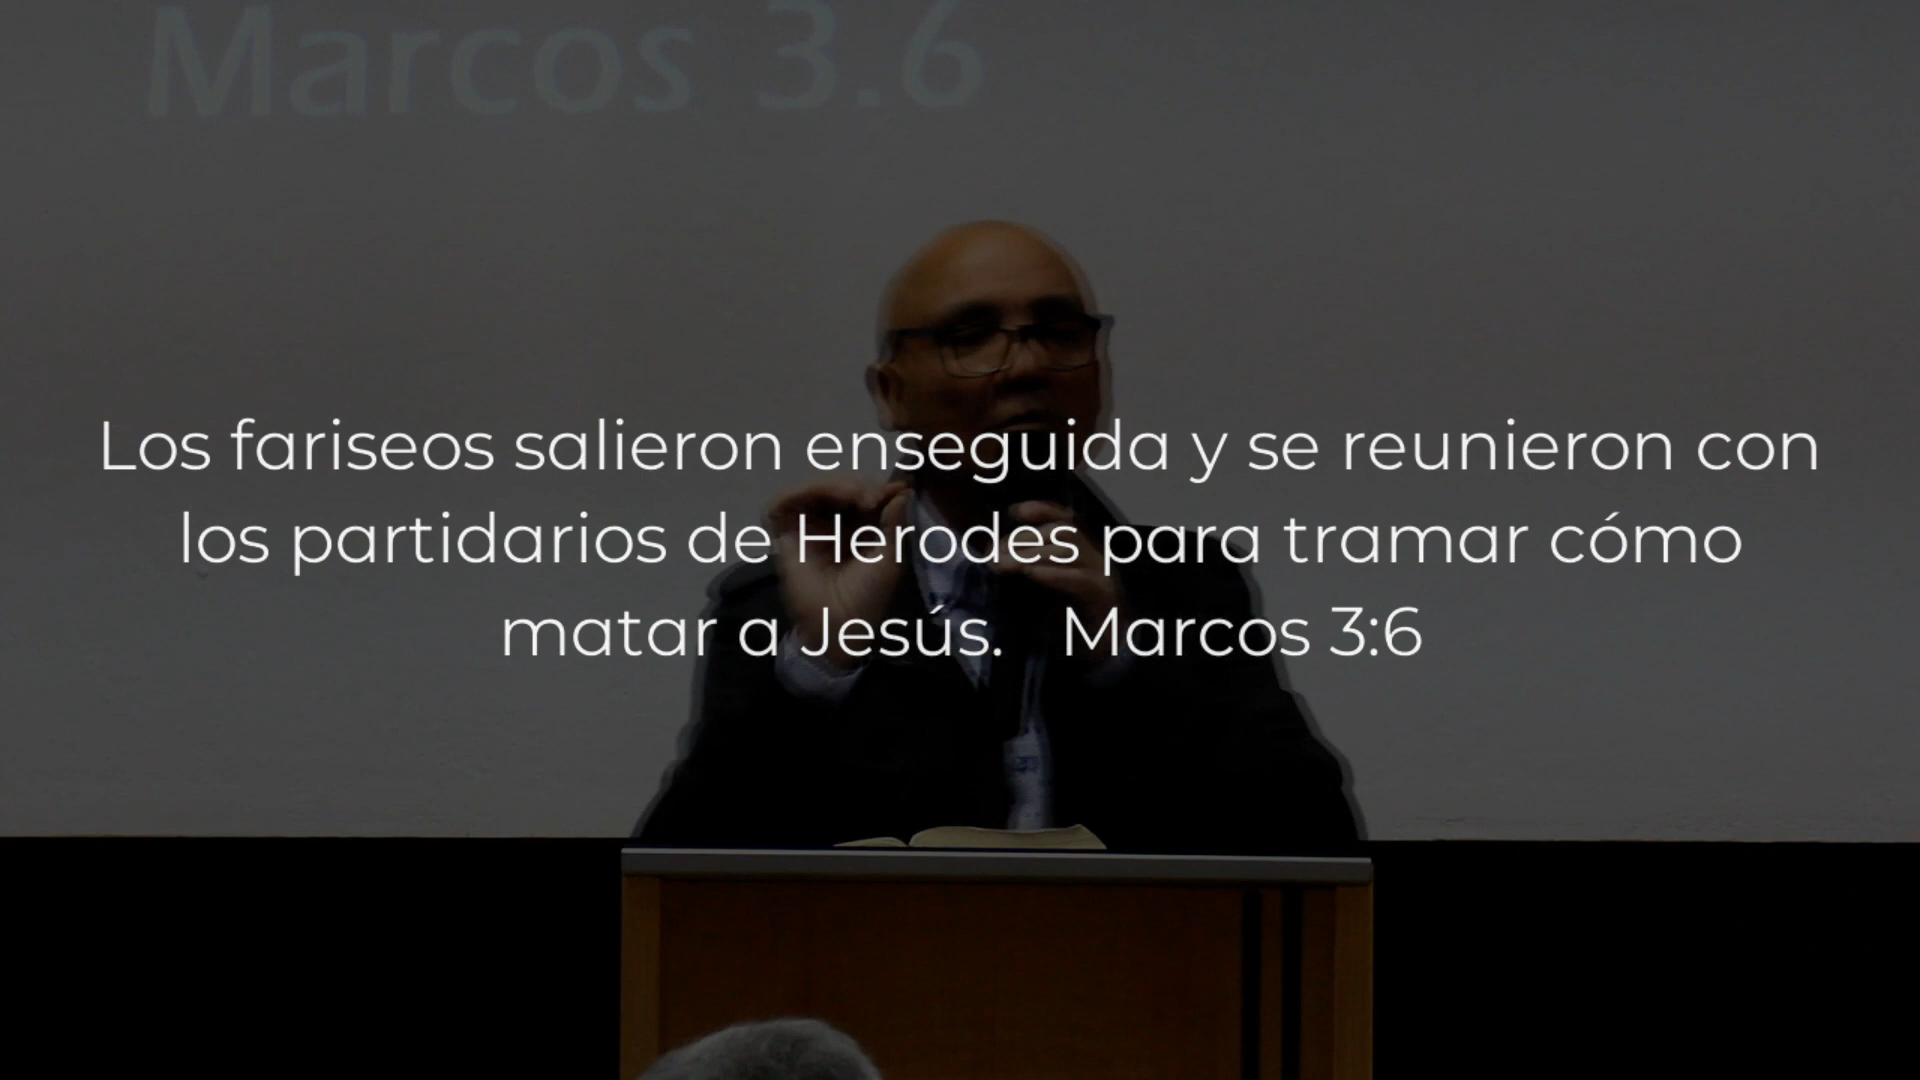 Marcos 3.6
Los fariseos salieron enseguida y se reunieron con
los partidarios de Herodes para tramar cómo
matar a Jesús. Marcos 3:6